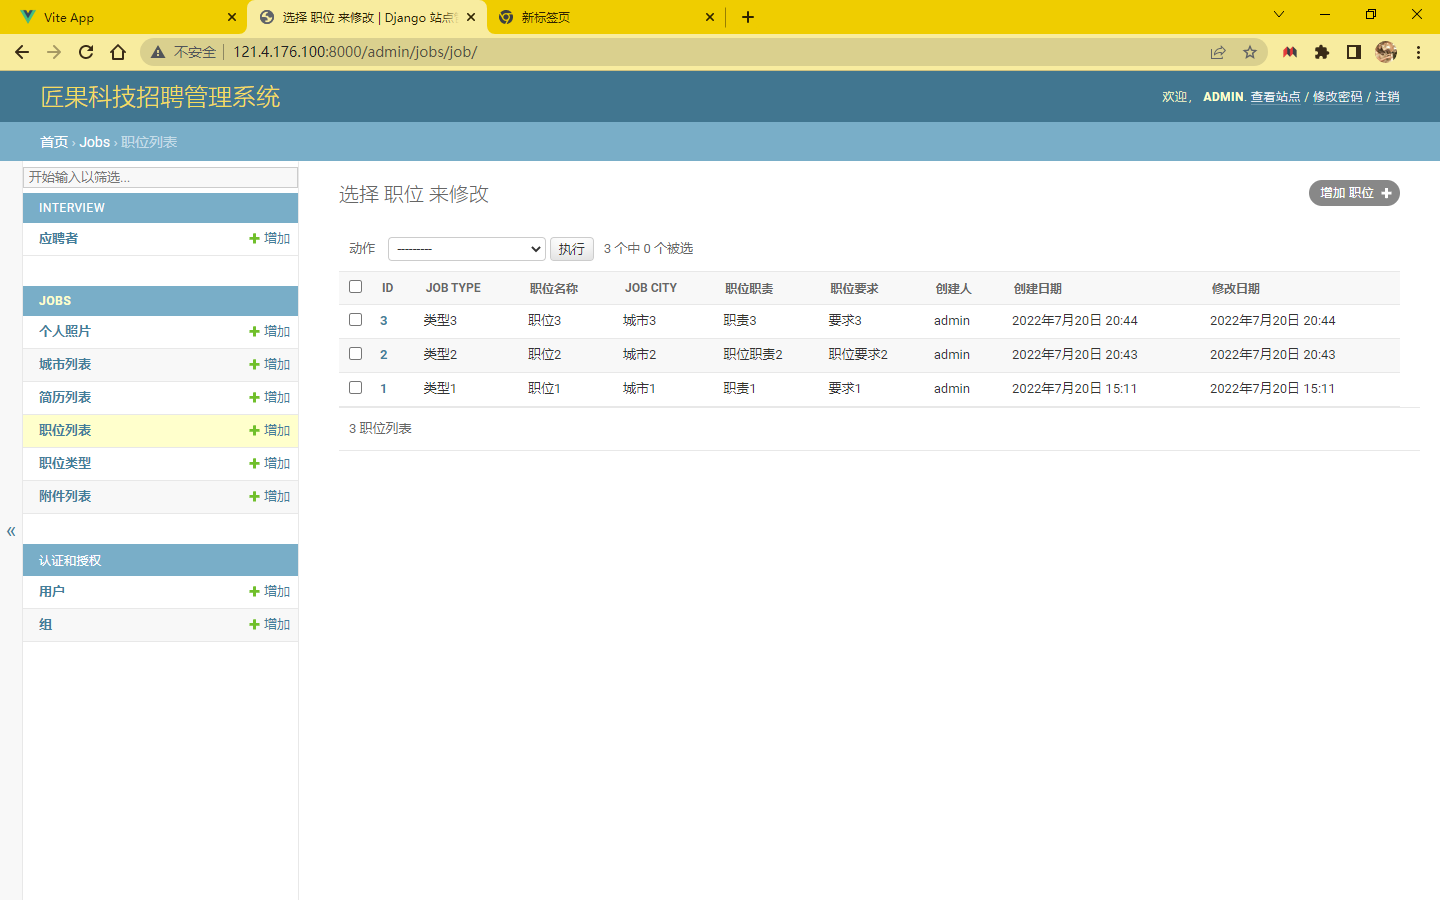 Vite App
选择 职位 来修改 | Django 站点
新标签页
不安全 121.4.176.100:8000/admin/jobs/job/
匠果科技招聘管理系统
欢迎， ADMIN. 查看站点 / 修改密码 / 注销
首页 › Jobs › 职位列表
开始输入以筛选...
INTERVIEW
应聘者 增加
JOBS
个人照片 增加
城市列表 增加
简历列表 增加
职位列表 增加
职位类型 增加
附件列表 增加
«
认证和授权
用户 增加
组 增加
选择 职位 来修改
增加 职位
动作 --------- 执行 3 个中 0 个被选
ID JOB TYPE 职位名称 JOB CITY 职位职责 职位要求 创建人 创建日期 修改日期
3 类型3 职位3 城市3 职责3 要求3 admin 2022年7月20日 20:44 2022年7月20日 20:44
2 类型2 职位2 城市2 职位职责2 职位要求2 admin 2022年7月20日 20:43 2022年7月20日 20:43
1 类型1 职位1 城市1 职责1 要求1 admin 2022年7月20日 15:11 2022年7月20日 15:11
3 职位列表